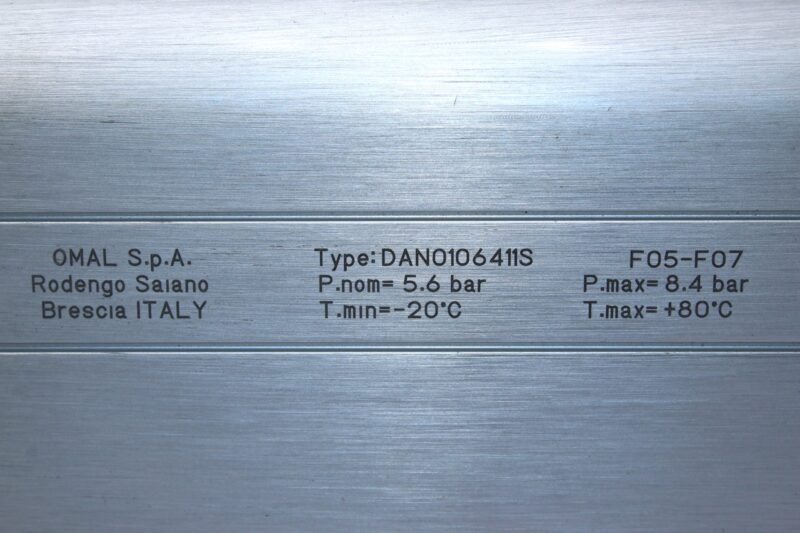 OMAL S.p.A.
Rodengo Saiano
Brescia ITALY
Type: DAN0106411S
P.nom= 5.6 bar
T.min=-20°C
F05-F07
P.max= 8.4 bar
T.max= +80°C